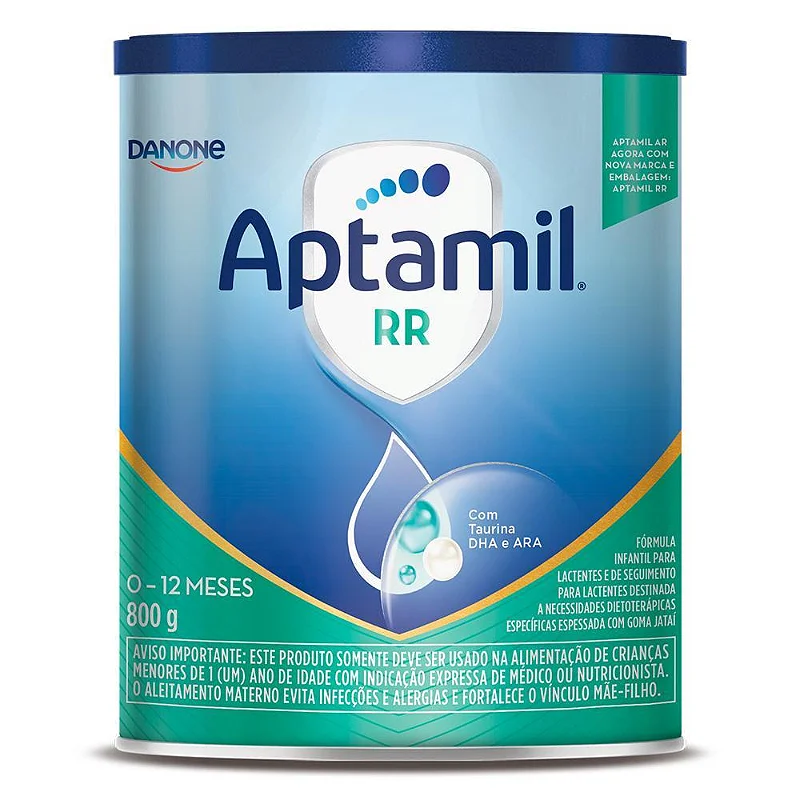 DANONE
APTAMIL AR
AGORA COM
NOVA MARCA E
EMBALAGEM:
APTAMIL RR
Aptamil®
RR
Com
Taurina
DHA e ARA
FÓRMULA
INFANTIL PARA
LACTENTES E DE SEGUIMENTO
PARA LACTENTES DESTINADA
A NECESSIDADES DIETOTERÁPICAS
ESPECÍFICAS ESPESSADA COM GOMA JATAÍ
0 – 12 MESES
800 g
AVISO IMPORTANTE: ESTE PRODUTO SOMENTE DEVE SER USADO NA ALIMENTAÇÃO DE CRIANÇAS
MENORES DE 1 (UM) ANO DE IDADE COM INDICAÇÃO EXPRESSA DE MÉDICO OU NUTRICIONISTA.
O ALEITAMENTO MATERNO EVITA INFECÇÕES E ALERGIAS E FORTALECE O VÍNCULO MÃE-FILHO.